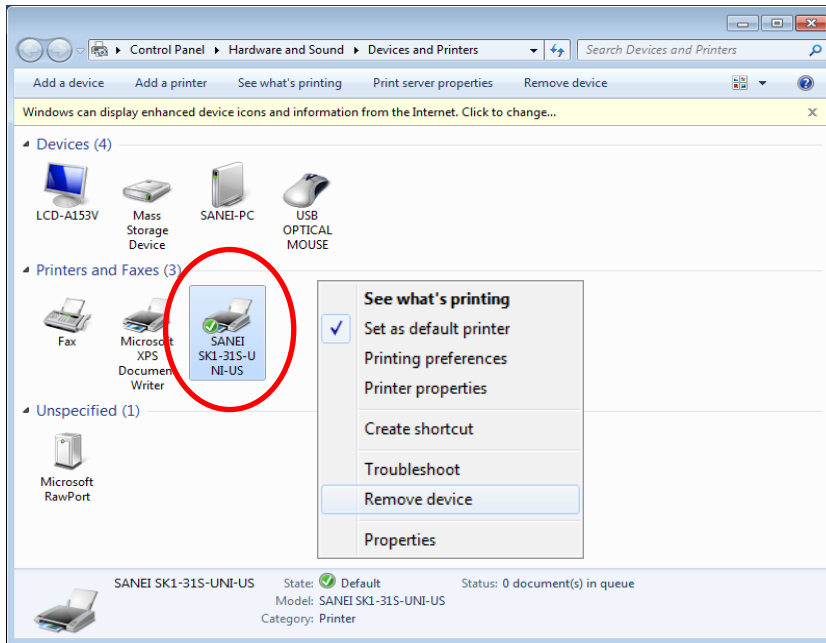 Control Panel ▸ Hardware and Sound ▸ Devices and Printers
Search Devices and Printers
Add a device Add a printer See what's printing Print server properties Remove device
Windows can display enhanced device icons and information from the Internet. Click to change...
Devices (4)
LCD-A153V
Mass
Storage
Device
SANEI-PC
USB
OPTICAL
MOUSE
Printers and Faxes (3)
Fax
Microsoft
XPS
Document
Writer
SANEI
SK1-31S-U
NI-US
See what's printing
Set as default printer
Printing preferences
Printer properties
Create shortcut
Troubleshoot
Remove device
Properties
Unspecified (1)
Microsoft
RawPort
SANEI SK1-31S-UNI-US State: Default Status: 0 document(s) in queue
Model: SANEI SK1-31S-UNI-US
Category: Printer